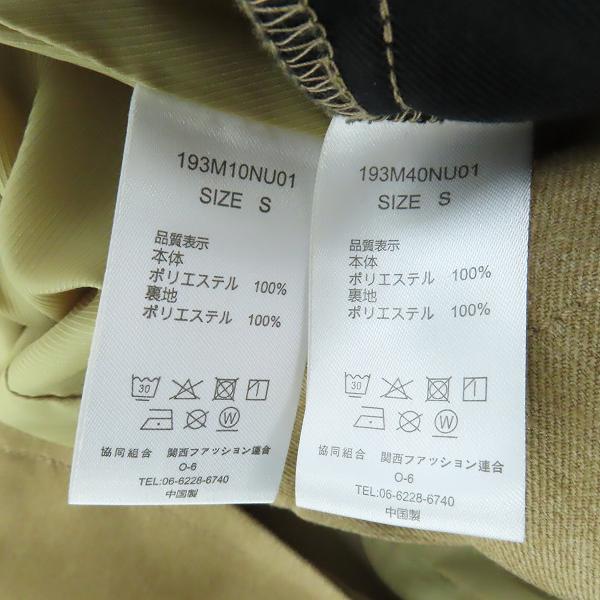 193M10NU01
SIZE S
品質表示
本体
ポリエステル 100%
裏地
ポリエステル 100%
30
W
協同組合 関西ファッション連合
O-6
TEL:06-6228-6740
中国製
193M40NU01
SIZE S
品質表示
本体
ポリエステル 100%
裏地
ポリエステル 100%
30
W
協同組合 関西ファッション連合
O-6
TEL:06-6228-6740
中国製